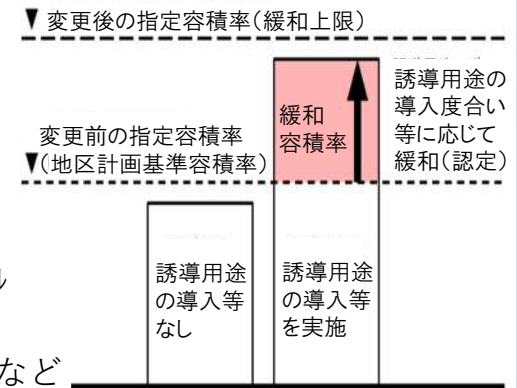 ▼変更後の指定容積率(緩和上限)
誘導用途の
導入度合い
等に応じて
緩和(認定)
緩和
容積率
変更前の指定容積率
▼(地区計画基準容積率)
誘導用途
の導入等
なし
誘導用途
の導入等
を実施
など